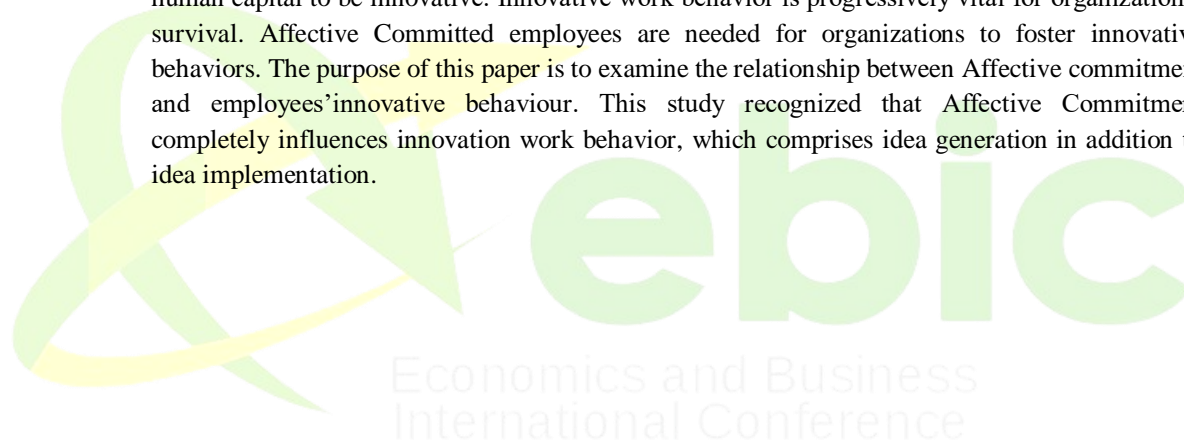 human capital to be innovative. Innovative work behavior is progressively vital for organization
survival. Affective Committed employees are needed for organizations to foster innovativ
behaviors. The purpose of this paper is to examine the relationship between Affective commitme
and employees'innovative behaviour. This study recognized that Affective Commitme
completely influences innovation work behavior, which comprises idea generation in addition t
idea implementation.
ebic
Economics and Business
International Conference